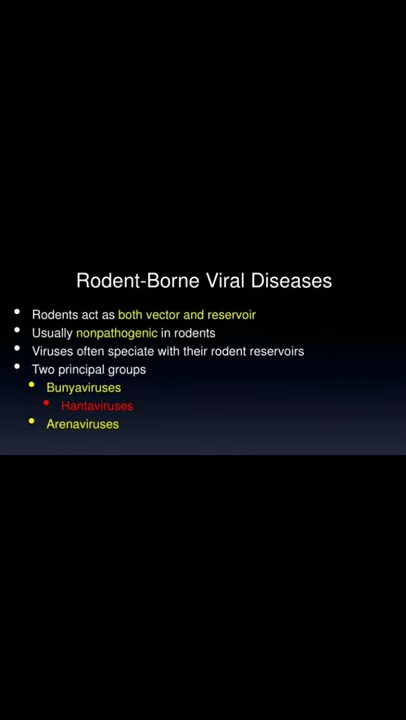 Rodent-Borne Viral Diseases
• Rodents act as both vector and reservoir
• Usually nonpathogenic in rodents
• Viruses often speciate with their rodent reservoirs
• Two principal groups
• Bunyaviruses
• Hantaviruses
• Arenaviruses